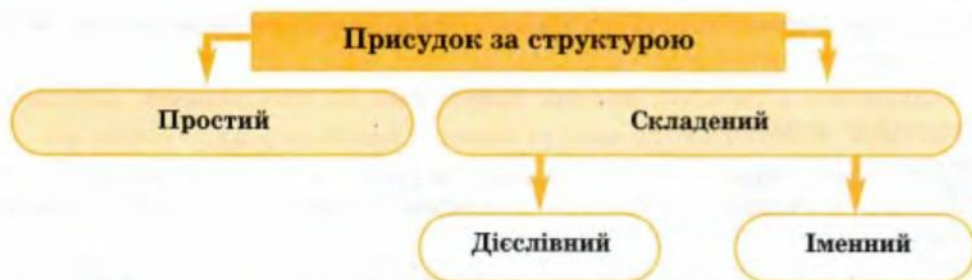 Присудок за структурою
Простий
Складений
Дієслівний
Іменний